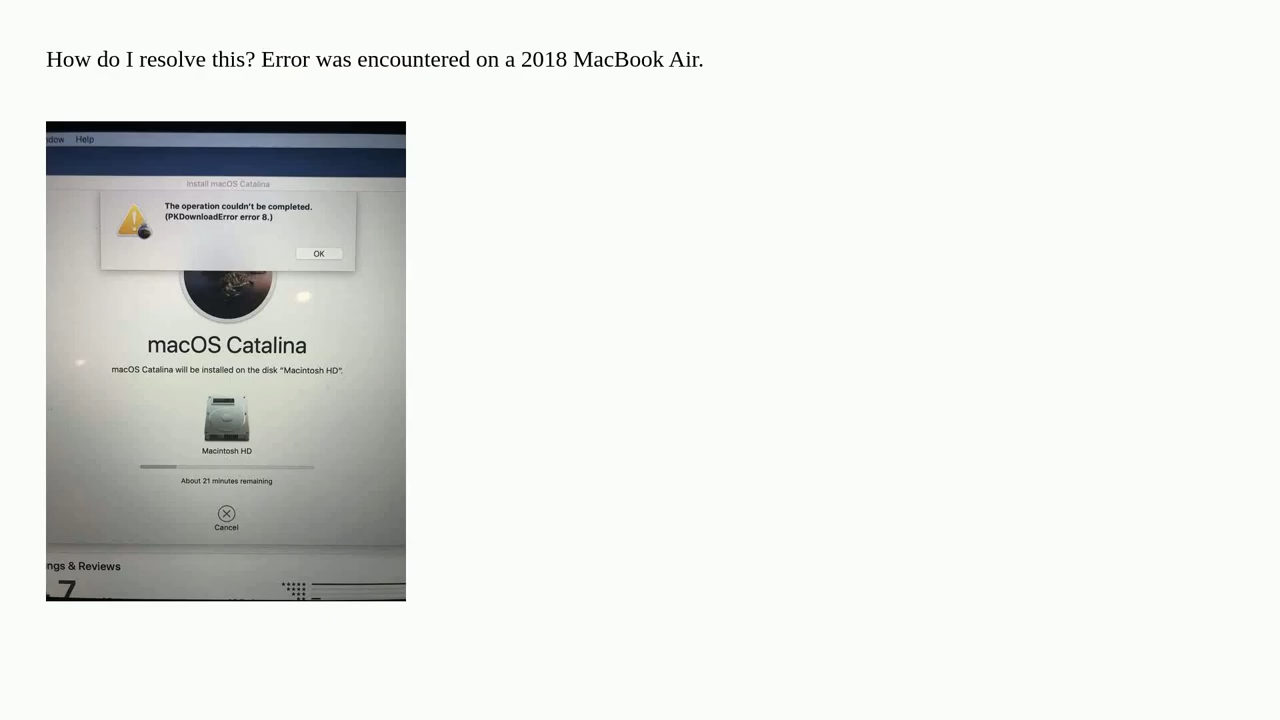 How do I resolve this? Error was encountered on a 2018 MacBook Air.
ndow Help
Install macOS Catalina
The operation couldn't be completed.
(PKDownloadError error 8.)
OK
macOS Catalina
macOS Catalina will be installed on the disk "Macintosh HD".
Macintosh HD
About 21 minutes remaining
Cancel
ngs & Reviews
7